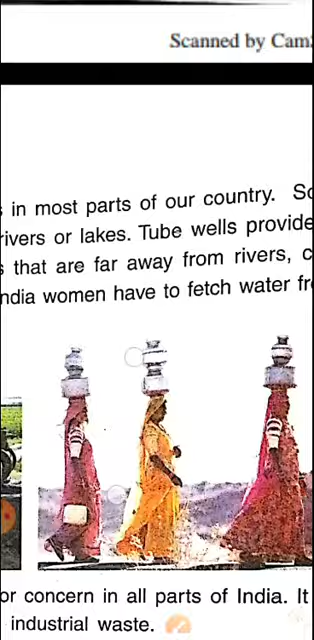 Scanned by Cam
in most parts of our country.
rivers or lakes. Tube wells provide
that are far away from rivers,
ndia women have to fetch water
or concern in all parts of India. It
industrial waste.